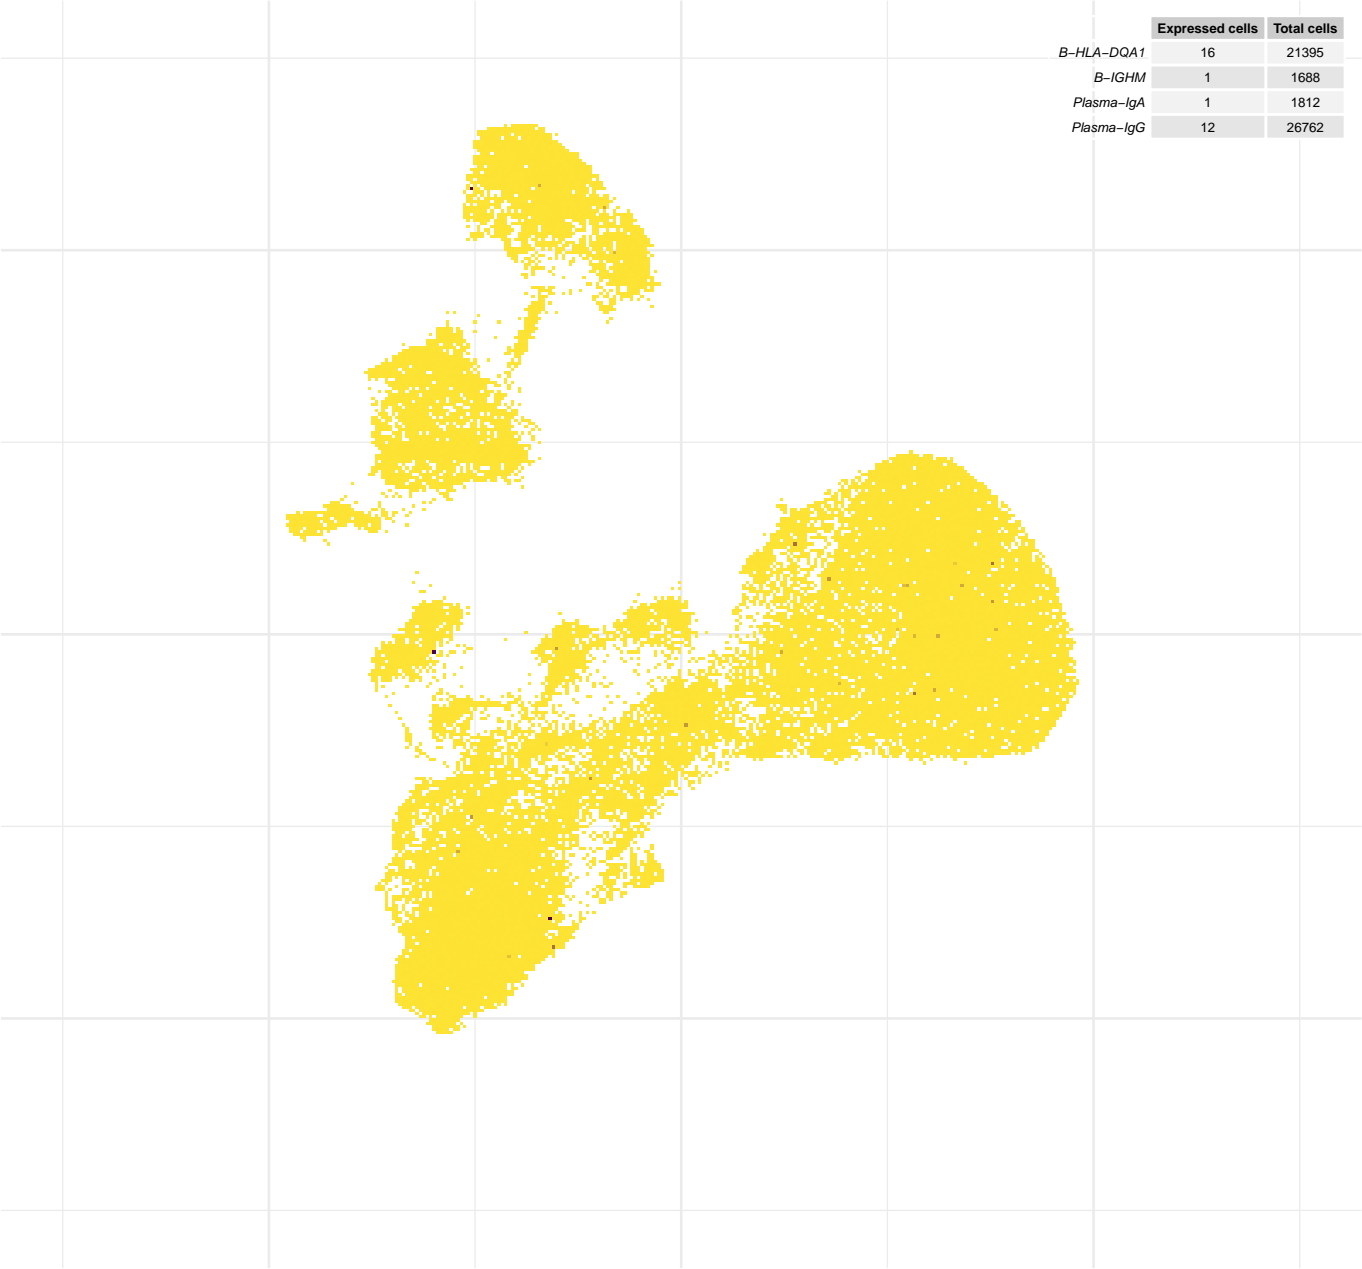 Expressed cells Total cells
B−HLA−DQA1 16 21395
B−IGHM 1 1688
Plasma−IgA 1 1812
Plasma−IgG 12 26762